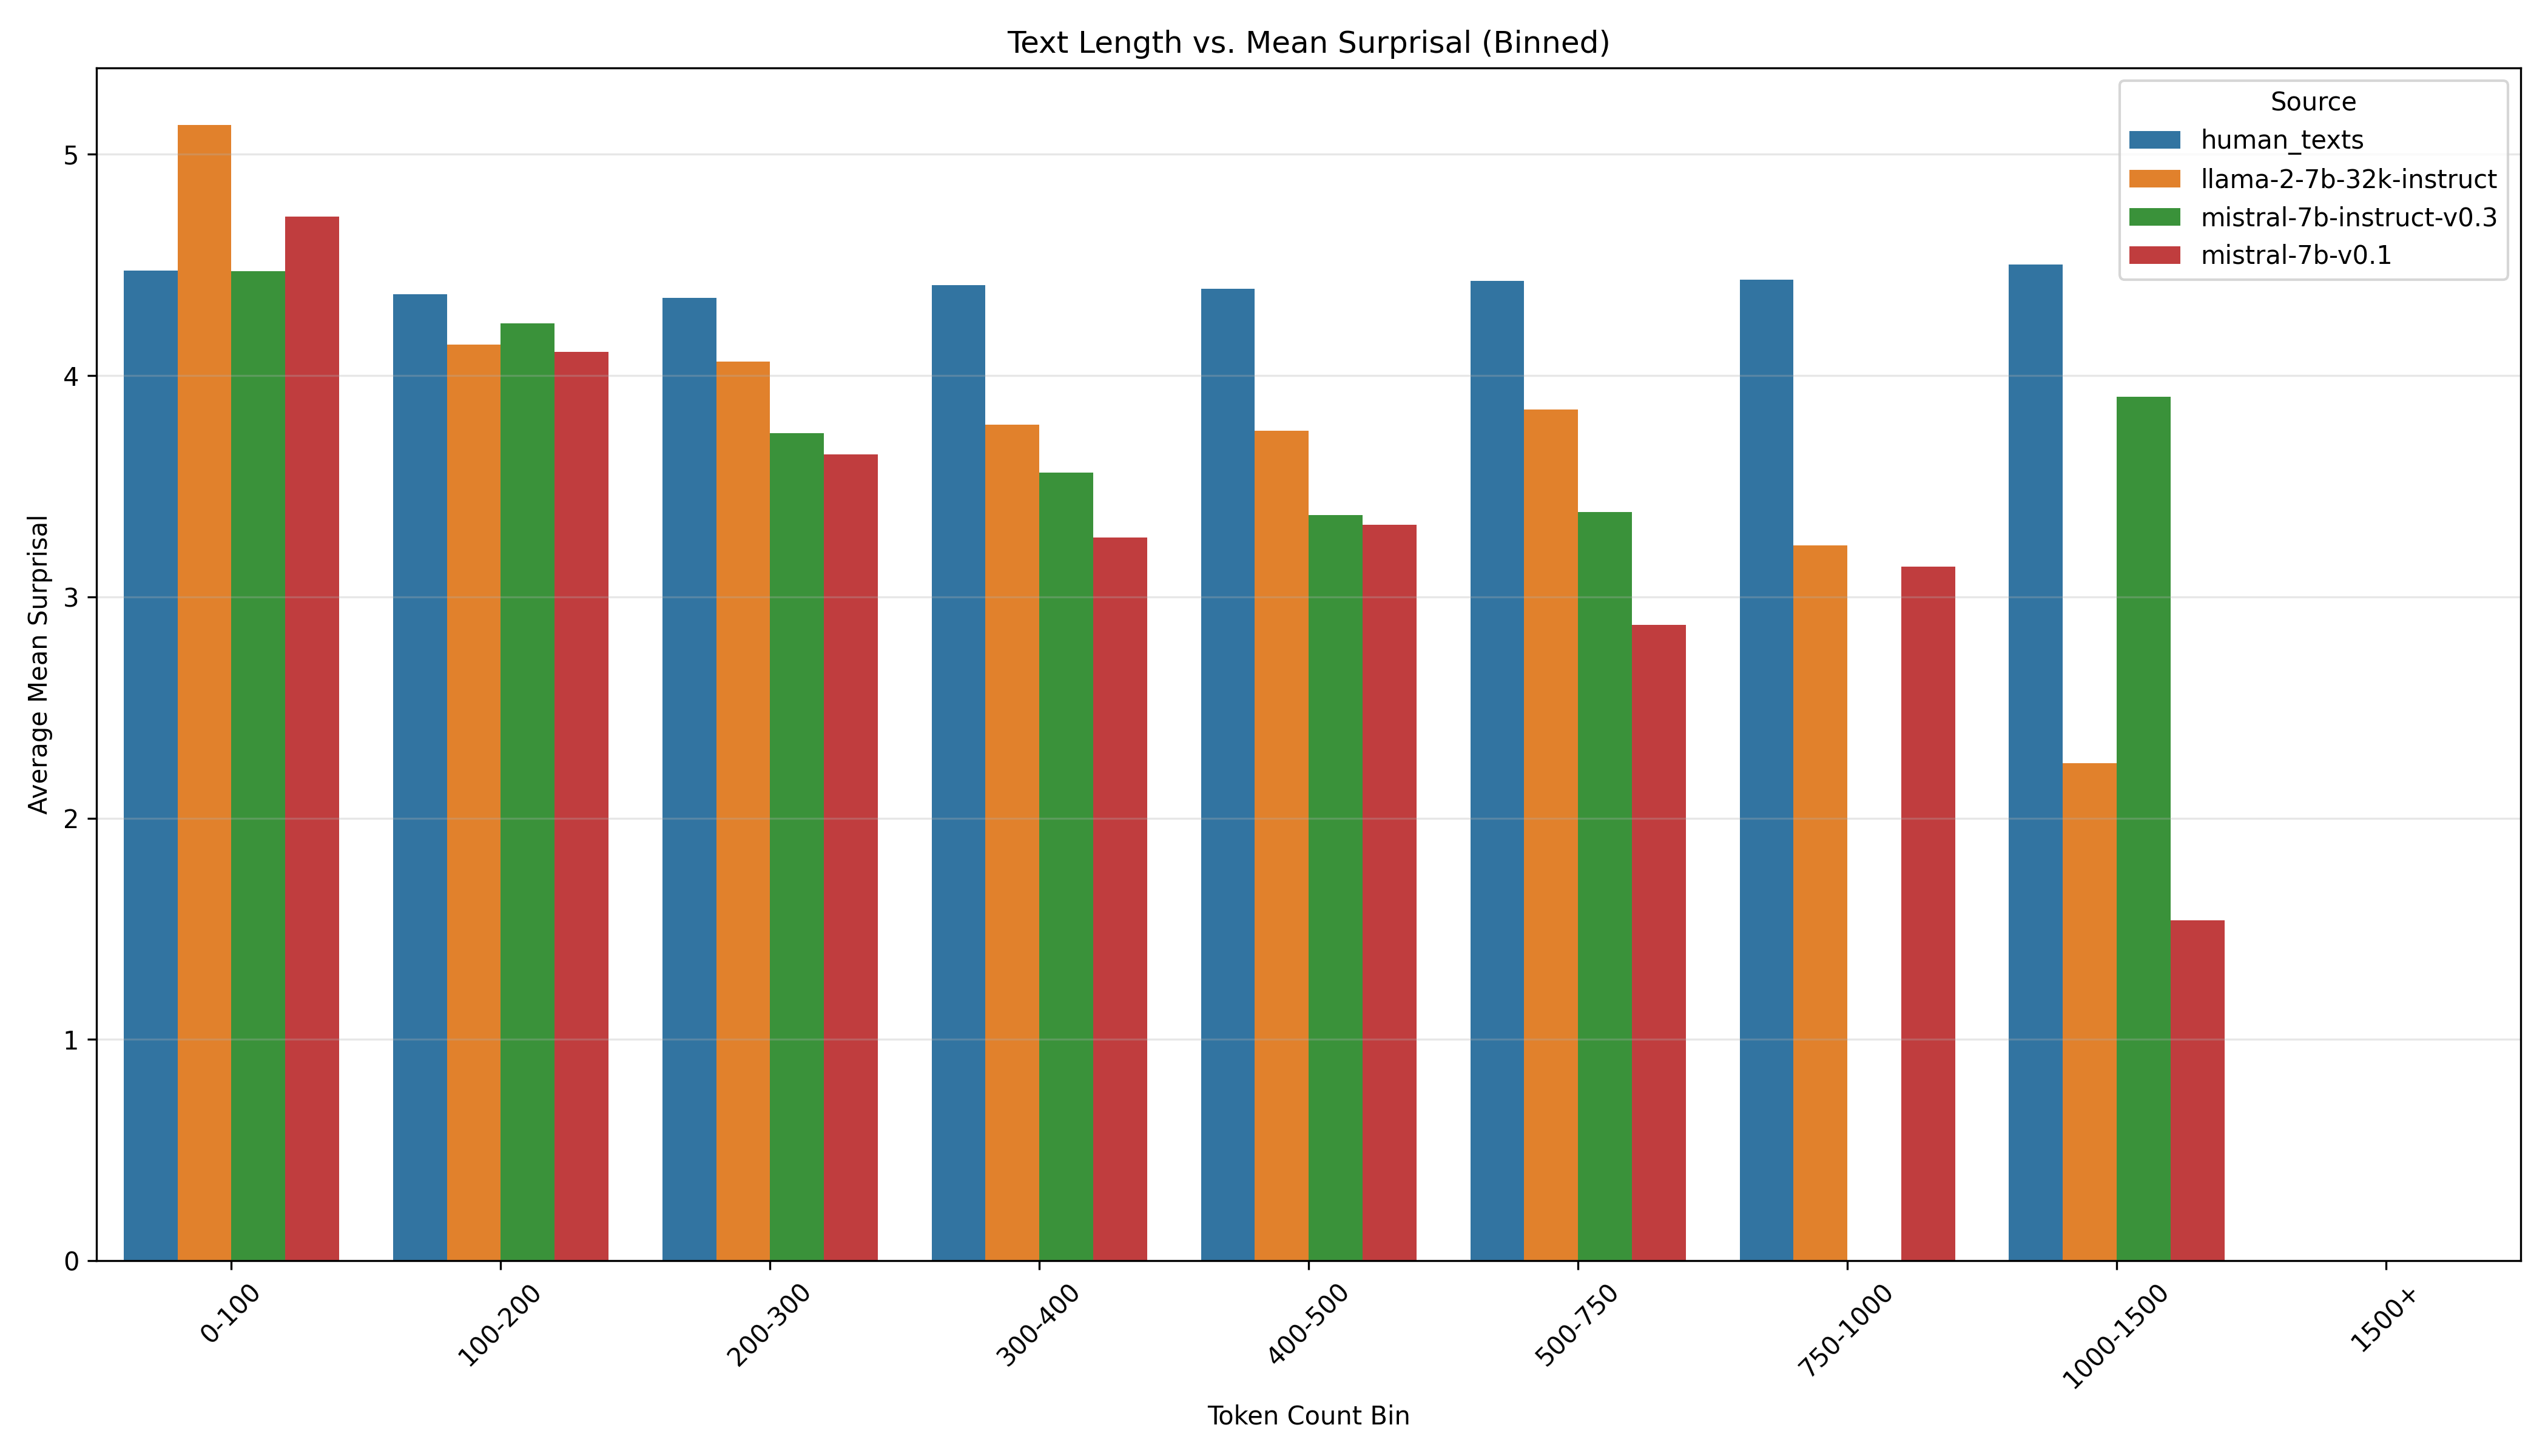 Text Length vs. Mean Surprisal (Binned)
Source
human_texts
llama-2-7b-32k-instruct
mistral-7b-instruct-v0.3
mistral-7b-v0.1
Average Mean Surprisal
5
4
3
2
1
0
0-100
100-200
200-300
300-400
400-500
500-750
750-1000
1000-1500
1500+
Token Count Bin